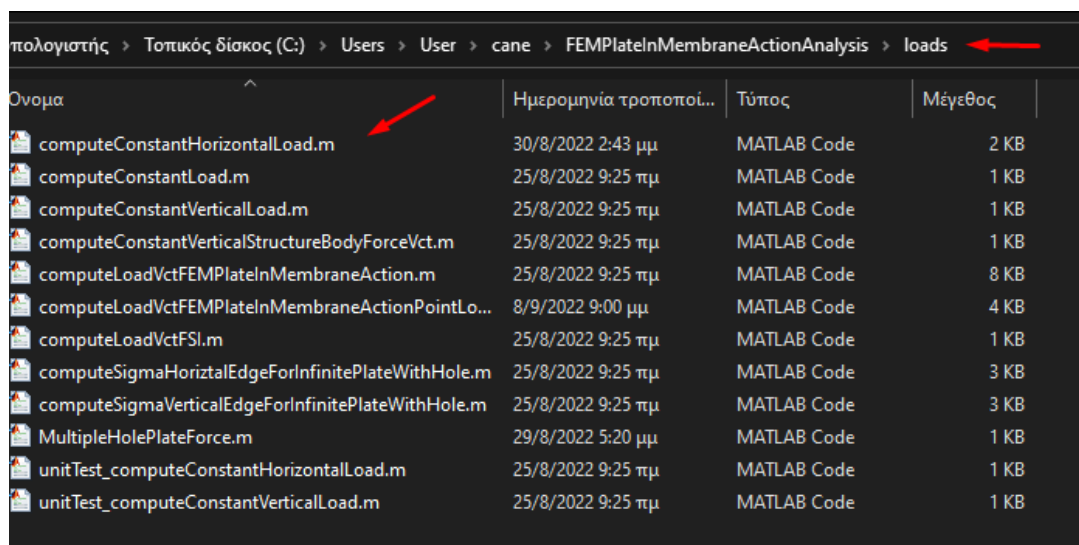 πολογιστής > Τοπικός δίσκος (C:) > Users > User > cane > FEMPlateInMembraneActionAnalysis > loads
Όνομα Ημερομηνία τροποποί... Τύπος Μέγεθος
computeConstantHorizontalLoad.m 30/8/2022 2:43 μμ MATLAB Code 2 KB
computeConstantLoad.m 25/8/2022 9:25 πμ MATLAB Code 1 KB
computeConstantVerticalLoad.m 25/8/2022 9:25 πμ MATLAB Code 1 KB
computeConstantVerticalStructureBodyForceVct.m 25/8/2022 9:25 πμ MATLAB Code 1 KB
computeLoadVctFEMPlateInMembraneAction.m 25/8/2022 9:25 πμ MATLAB Code 8 KB
computeLoadVctFEMPlateInMembraneActionPointLo... 8/9/2022 9:00 μμ MATLAB Code 4 KB
computeLoadVctFSI.m 25/8/2022 9:25 πμ MATLAB Code 1 KB
computeSigmaHoriztalEdgeForInfinitePlateWithHole.m 25/8/2022 9:25 πμ MATLAB Code 3 KB
computeSigmaVerticalEdgeForInfinitePlateWithHole.m 25/8/2022 9:25 πμ MATLAB Code 3 KB
MultipleHolePlateForce.m 29/8/2022 5:20 μμ MATLAB Code 1 KB
unitTest_computeConstantHorizontalLoad.m 25/8/2022 9:25 πμ MATLAB Code 1 KB
unitTest_computeConstantVerticalLoad.m 25/8/2022 9:25 πμ MATLAB Code 1 KB